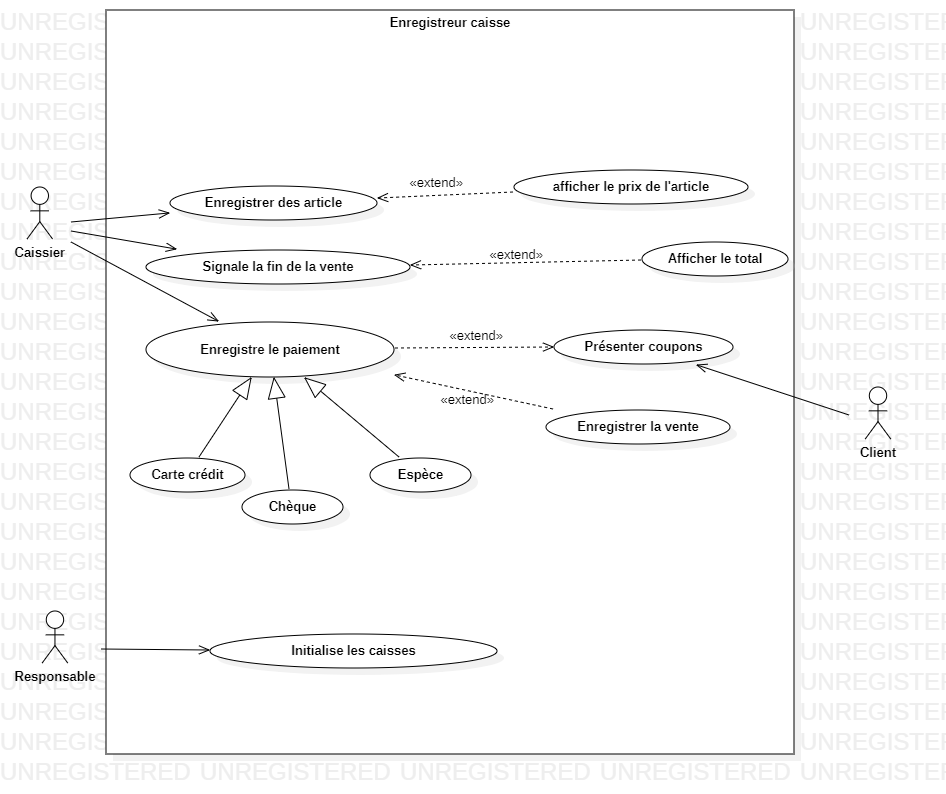 Enregistreur caisse
«extend»
afficher le prix de l'article
Enregistrer des article
Caissier
«extend»
Afficher le total
Signale la fin de la vente
«extend»
Présenter coupons
Enregistre le paiement
«extend»
Enregistrer la vente
Client
Carte crédit
Espèce
Chèque
Initialise les caisses
Responsable
UNREGISTERED UNREGISTERED UNREGISTERED UNREGISTERED UNREGISTERED